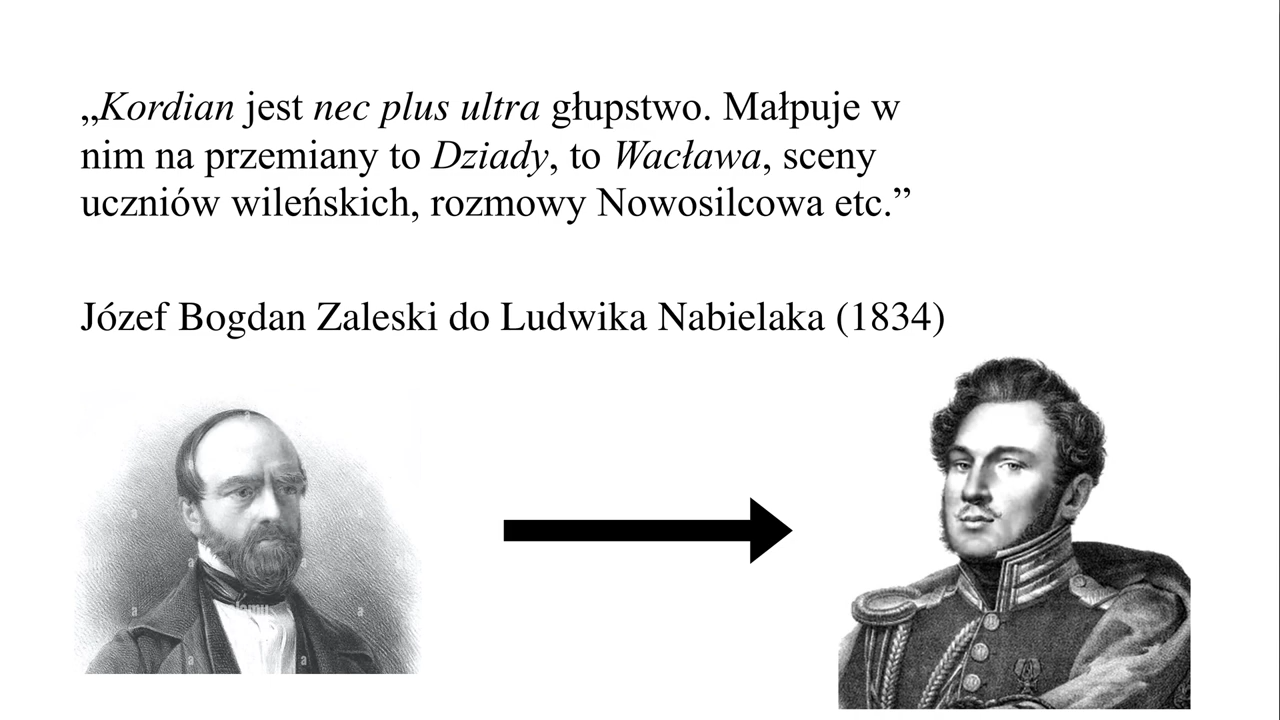 „Kordian jest nec plus ultra głupstwo. Małpuje w
nim na przemiany to Dziady, to Wacława, sceny
uczniów wileńskich, rozmowy Nowosilcowa etc.”
Józef Bogdan Zaleski do Ludwika Nabielaka (1834)
a
a
a
a
a
a
a
a